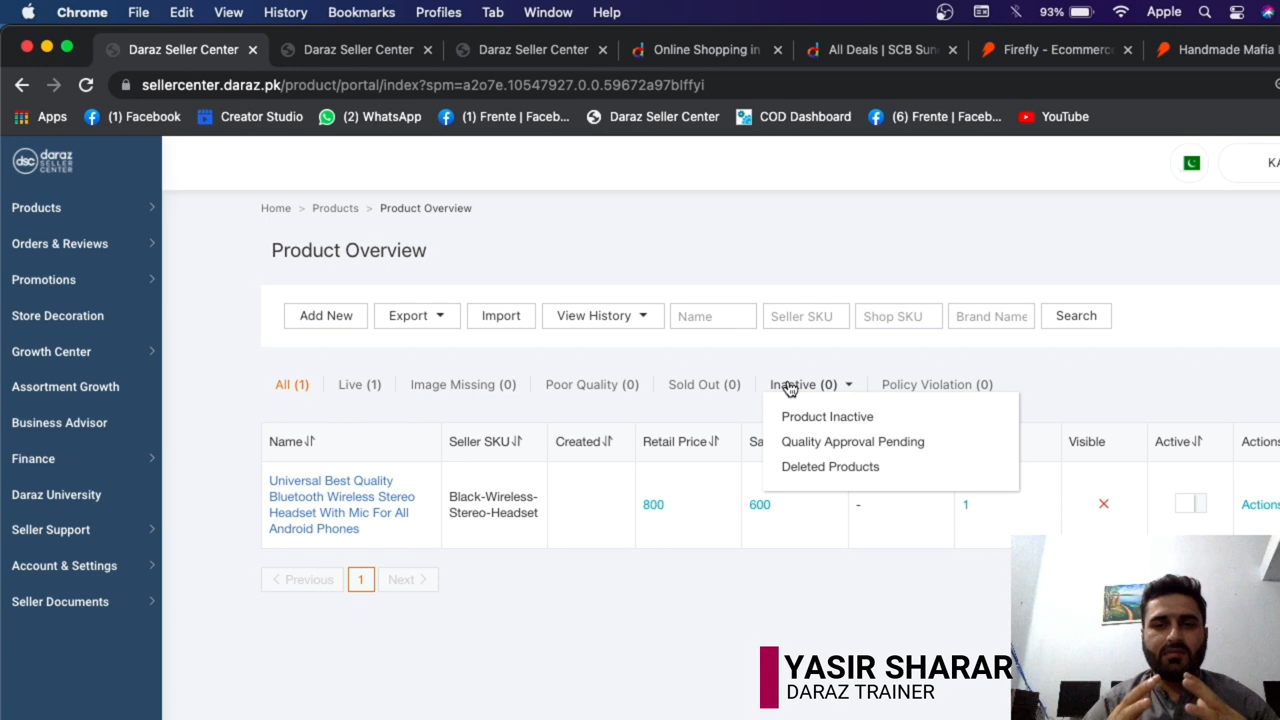 Chrome File Edit View History Bookmarks Profiles Tab Window Help 93% Apple
Daraz Seller Center Daraz Seller Center Daraz Seller Center Online Shopping in All Deals | SCB Sun Firefly - Ecommerc Handmade Mafia
sellercenter.daraz.pk/product/portal/index?spm=a2o7e.10547927.0.0.59672a97blffyi
Apps (1) Facebook Creator Studio (2) WhatsApp (1) Frente | Faceb... Daraz Seller Center COD Dashboard (6) Frente | Faceb... YouTube
dsc daraz
SELLER
CENTER
KA
Products
Orders & Reviews
Promotions
Store Decoration
Growth Center
Assortment Growth
Business Advisor
Finance
Daraz University
Seller Support
Account & Settings
Seller Documents
Home > Products > Product Overview
Product Overview
Add New Export Import View History Name Seller SKU Shop SKU Brand Name Search
All (1) Live (1) Image Missing (0) Poor Quality (0) Sold Out (0) Inactive (0) Policy Violation (0)
Product Inactive
Quality Approval Pending
Deleted Products
Name Seller SKU Created Retail Price Sa Visible Active Actions
Universal Best Quality
Bluetooth Wireless Stereo
Headset With Mic For All
Android Phones
Black-Wireless-
Stereo-Headset
800 600 - 1 Actions
< Previous 1 Next >
YASIR SHARAR
DARAZ TRAINER